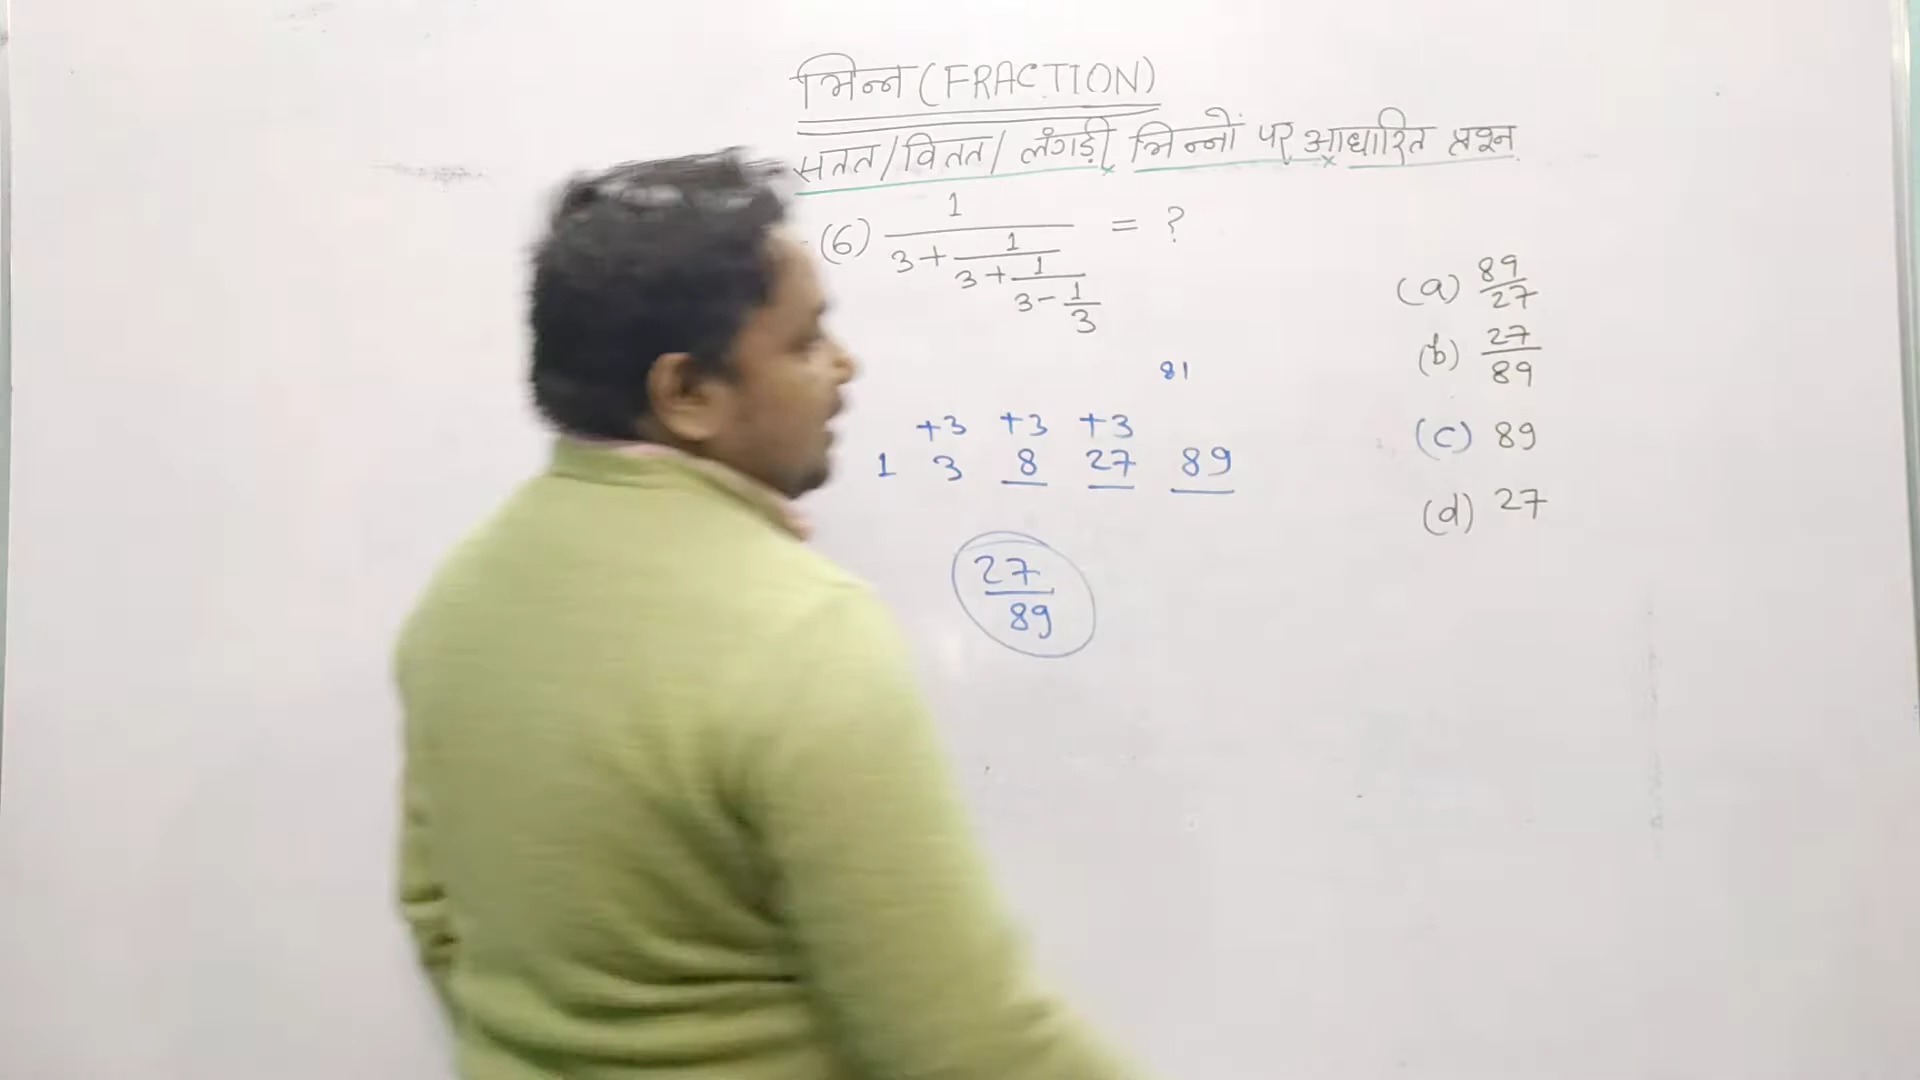 भिन्न (FRACTION)
सतत/वितत/ लंगड़ी भिन्नों पर आधारित प्रश्न
(6) 1
3 + 1
3 + 1
3 - 1
3
= ?
81
+3 +3 +3
1 3 8 27 89
27
89
(a) 89
27
(b) 27
89
(c) 89
(d) 27